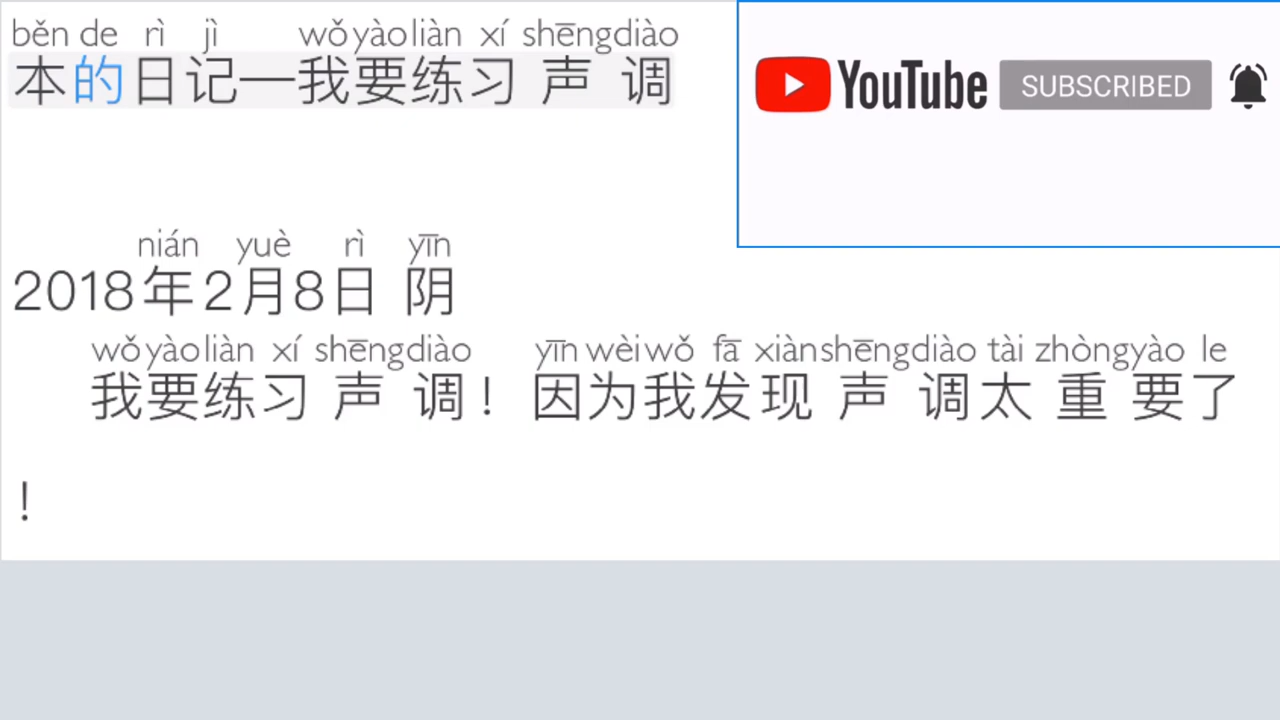 běn de rì jì wǒ yào liàn xí shēng diào
本的日记一我要练习声调
YouTube SUBSCRIBED
nián yuè rì yīn
2018年2月8日 阴
wǒ yào liàn xí shēng diào yīn wèi wǒ fā xiàn shēng diào tài zhòng yào le
我要练习声调！因为我发现声调太重要了
！